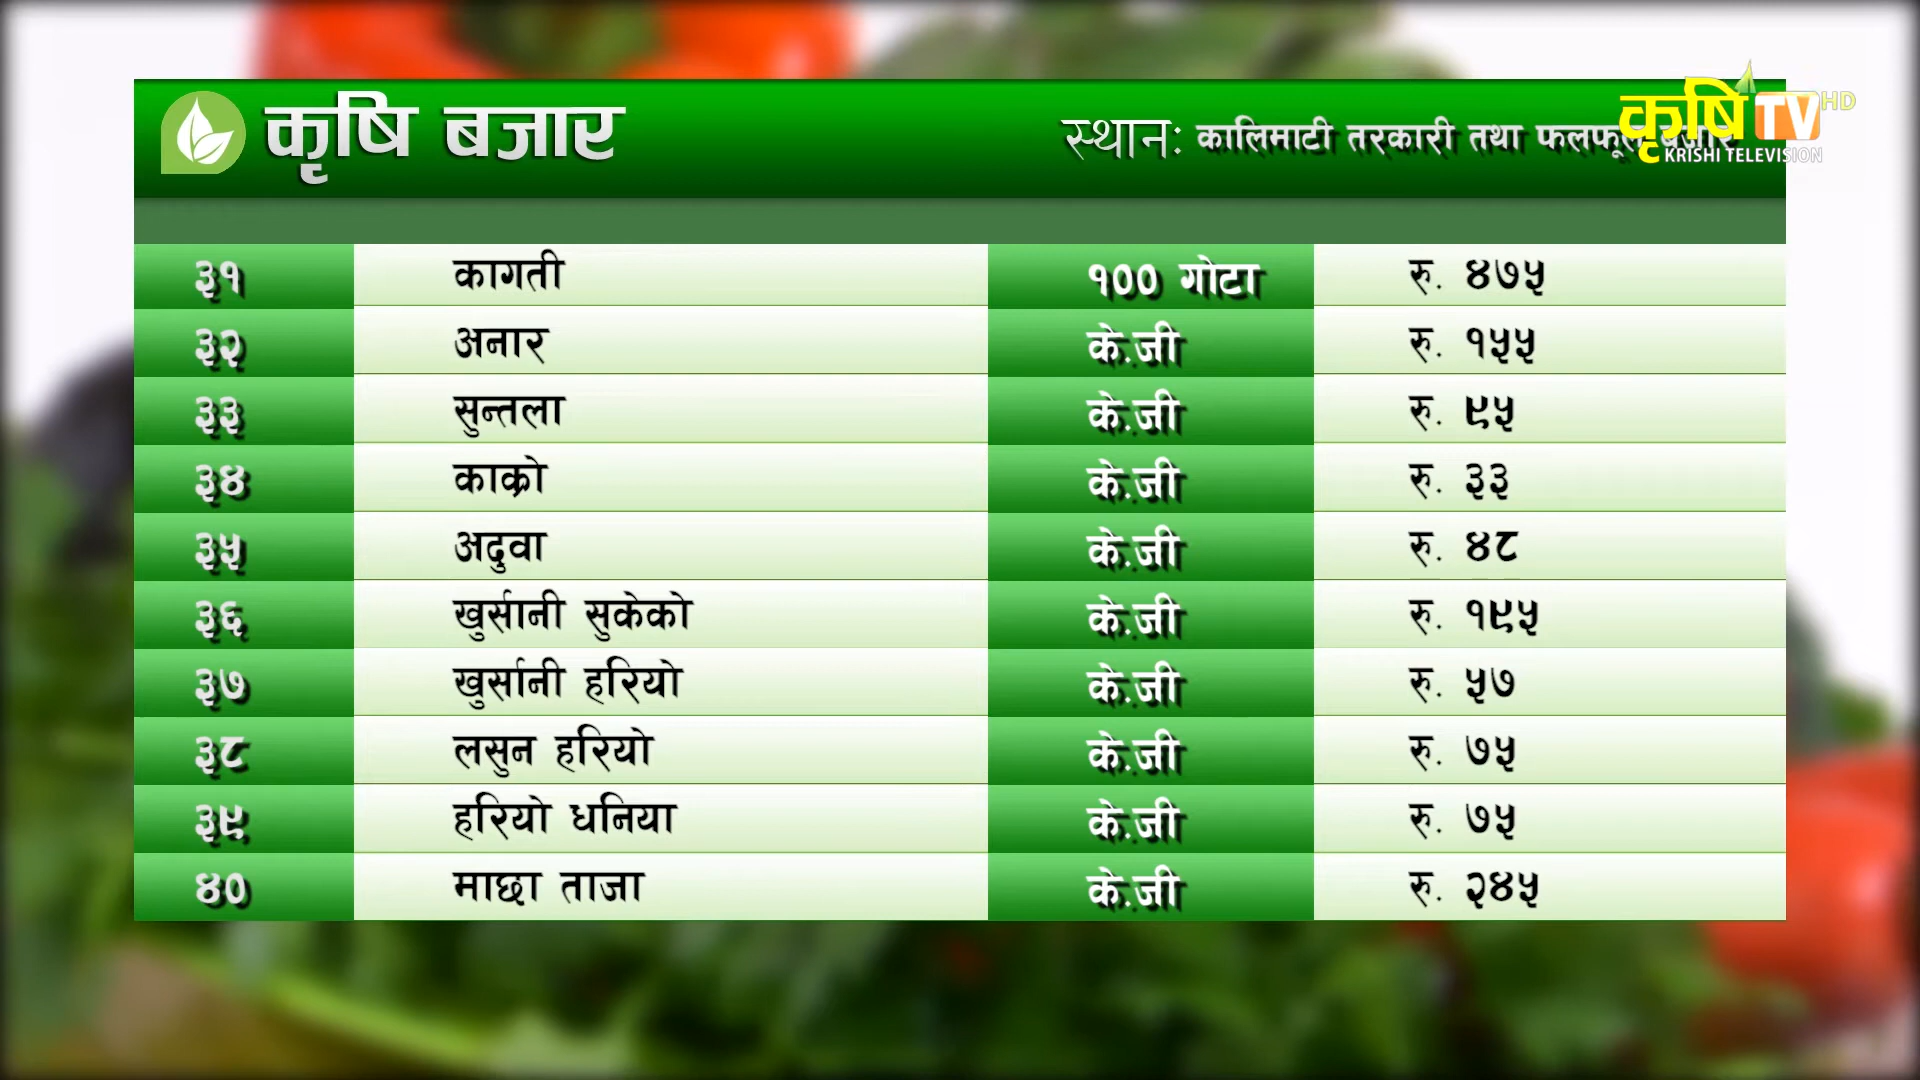 कृषि बजार
स्थानः कालिमाटी तरकारी तथा फलफूल बजार
कृषि TV HD
KRISHI TELEVISION
३१ कागती १०० गोटा रु. ४७५
३२ अनार के.जी रु. १५५
३३ सुन्तला के.जी रु. ९५
३४ काक्रो के.जी रु. ३३
३५ अदुवा के.जी रु. ४८
३६ खुर्सानी सुकेको के.जी रु. १९५
३७ खुर्सानी हरियो के.जी रु. ५७
३८ लसुन हरियो के.जी रु. ७५
३९ हरियो धनिया के.जी रु. ७५
४० माछा ताजा के.जी रु. २४५